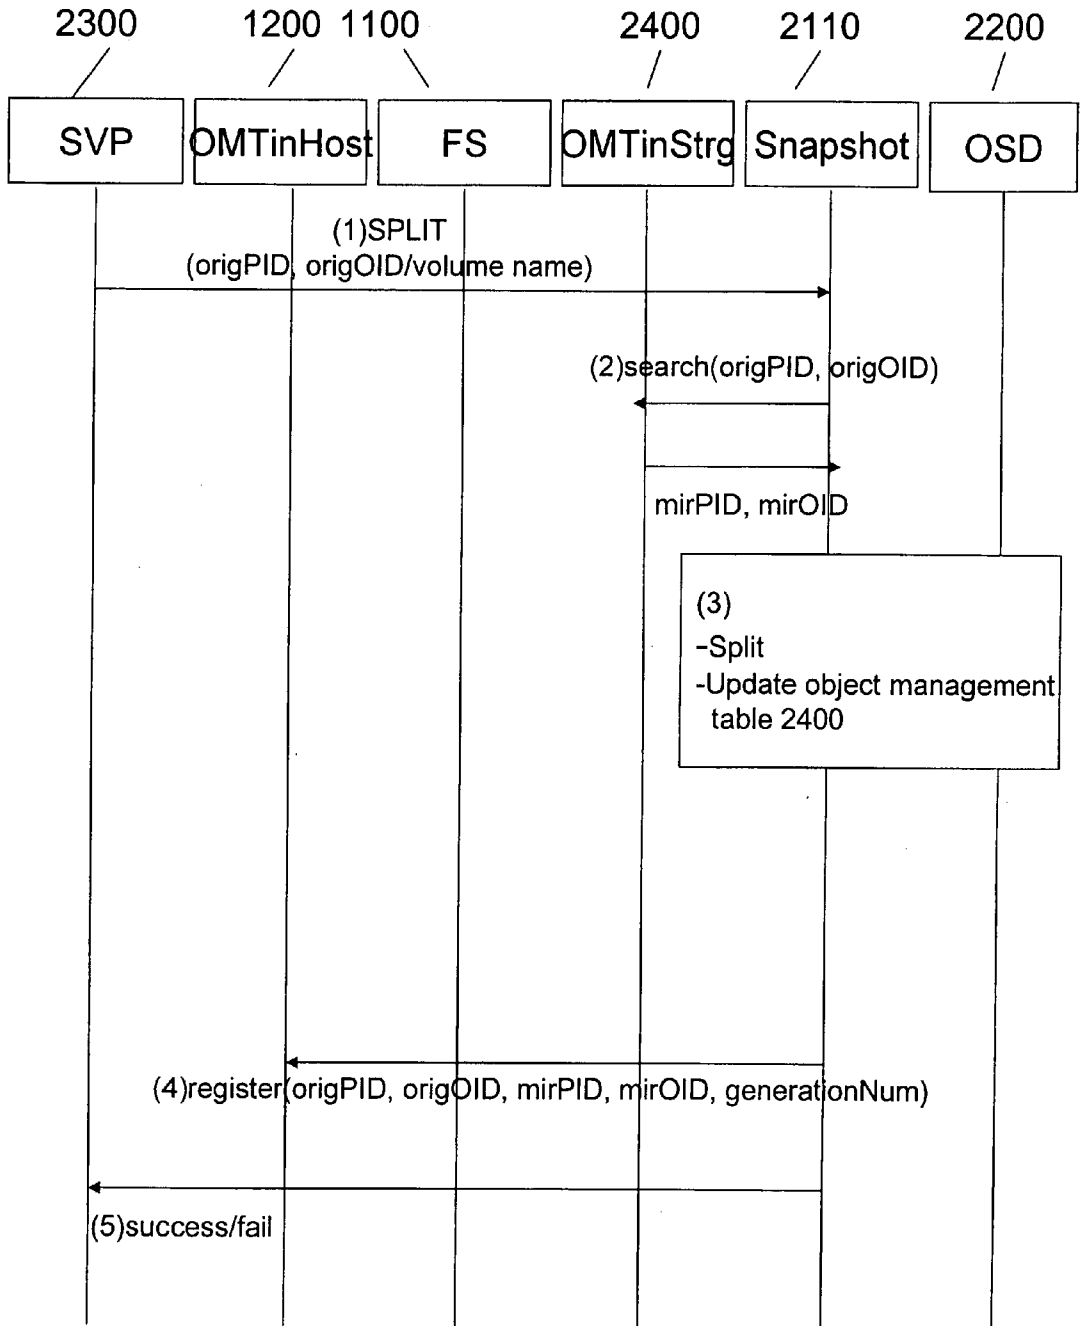 2300 1200 1100 2400 2110 2200
SVP OMTinHost FS OMTinStrg Snapshot OSD
(1)SPLIT
(origPID, origOID/volume name)
(2)search(origPID, origOID)
mirPID, mirOID
(3)
-Split
-Update object management
table 2400
(4)register(origPID, origOID, mirPID, mirOID, generationNum)
(5)success/fail